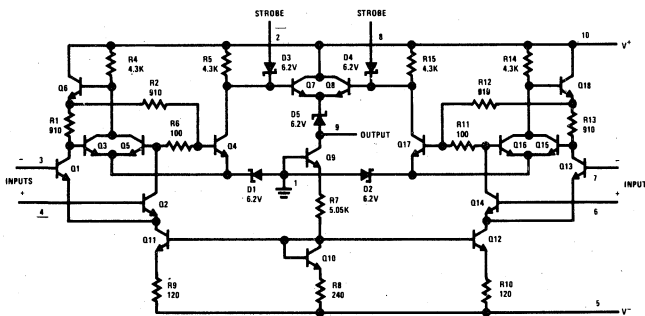 STROBE
STROBE
2
8
10
V+
R4
4.3K
R5
4.3K
D3
6.2V
D4
6.2V
R15
4.3K
R14
4.3K
Q6
R2
910
Q7
Q8
R12
910
Q18
R1
910
R6
100
D5
6.2V
9
OUTPUT
R11
100
R13
910
Q3
Q5
Q4
Q17
Q16
Q15
3
Q1
Q9
Q13
7
−
−
INPUTS
INPUT
D1
6.2V
1
D2
6.2V
+
+
4
Q2
Q14
6
R7
5.05K
Q11
Q10
Q12
R9
120
R8
240
R10
120
5
V−